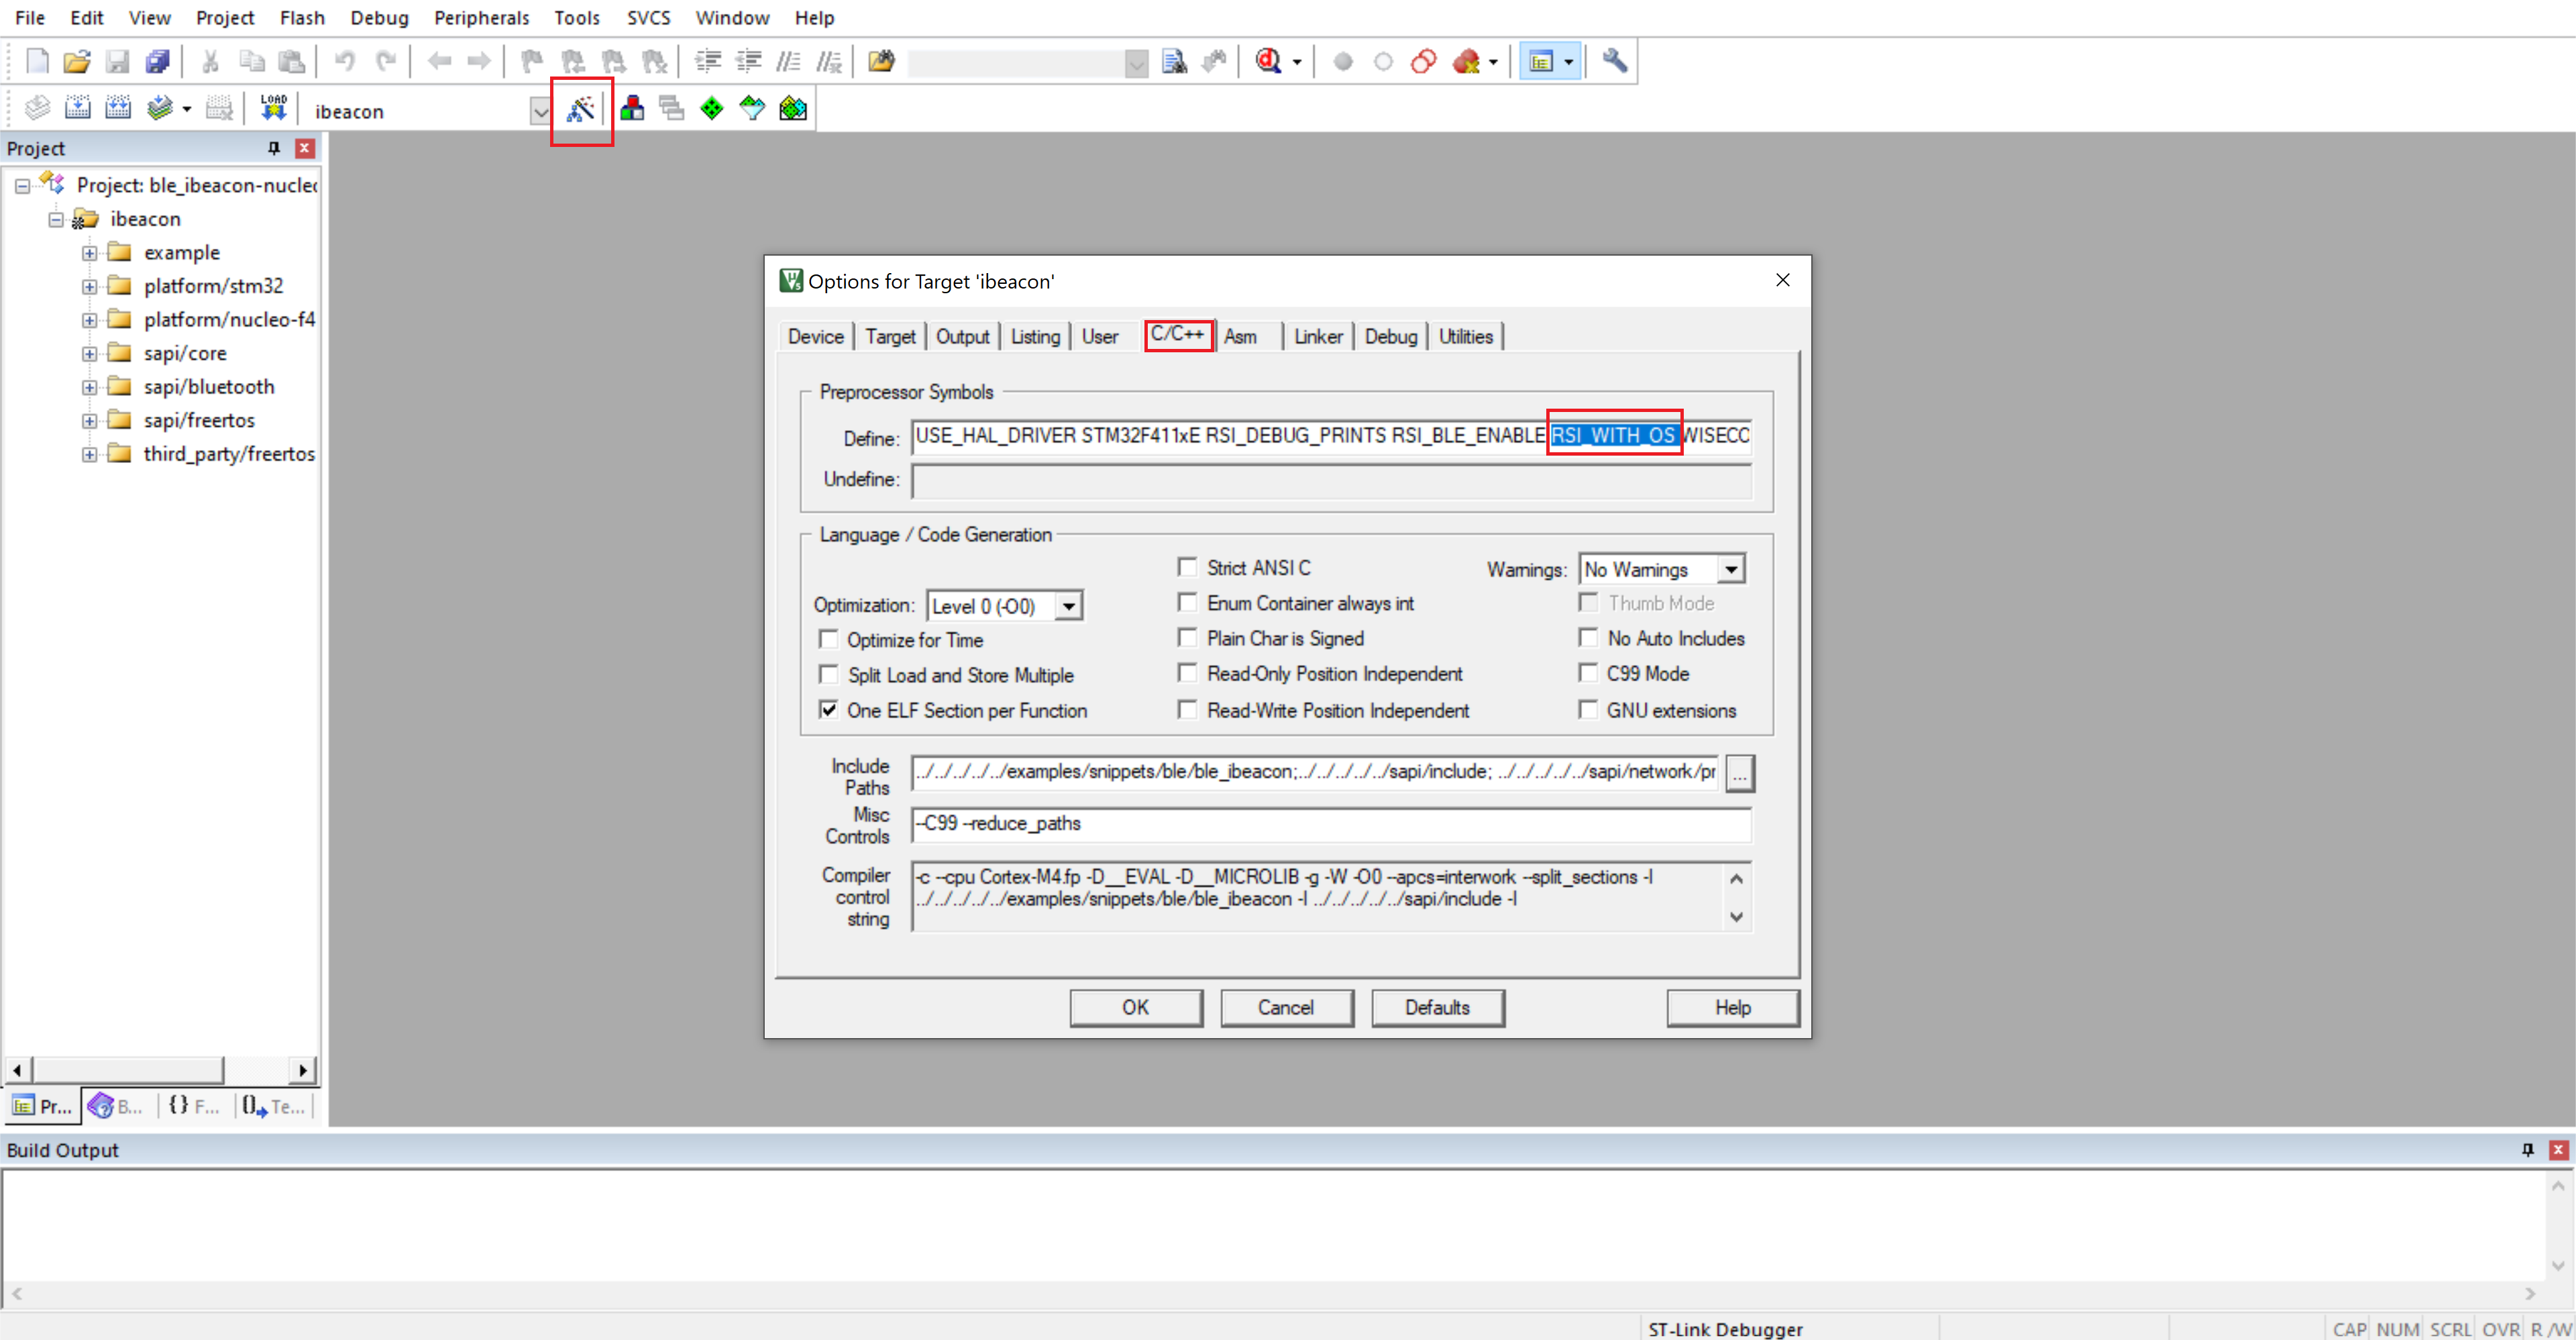 File Edit View Project Flash Debug Peripherals Tools SVCS Window Help
LOAD
ibeacon
Project
Project: ble_ibeacon-nucleo
ibeacon
example
platform/stm32
platform/nucleo-f4
sapi/core
sapi/bluetooth
sapi/freertos
third_party/freertos
Pr... B... {} F... Te...
Options for Target 'ibeacon'
Device Target Output Listing User C/C++ Asm Linker Debug Utilities
Preprocessor Symbols
Define: USE_HAL_DRIVER STM32F411xE RSI_DEBUG_PRINTS RSI_BLE_ENABLE RSI_WITH_OS WISECC
Undefine:
Language / Code Generation
Strict ANSI C Warnings: No Warnings
Optimization: Level 0 (-O0) Enum Container always int Thumb Mode
Optimize for Time Plain Char is Signed No Auto Includes
Split Load and Store Multiple Read-Only Position Independent C99 Mode
One ELF Section per Function Read-Write Position Independent GNU extensions
Include Paths ../../../../../examples/snippets/ble/ble_ibeacon;../../../../../sapi/include; ../../../../../sapi/network/pr ...
Misc Controls --C99 --reduce_paths
Compiler control string -c --cpu Cortex-M4.fp -D__EVAL -D__MICROLIB -g -W -O0 --apcs=interwork --split_sections -I
../../../../../examples/snippets/ble/ble_ibeacon -I ../../../../../sapi/include -I
OK Cancel Defaults Help
Build Output
ST-Link Debugger CAP NUM SCRL OVR R/W